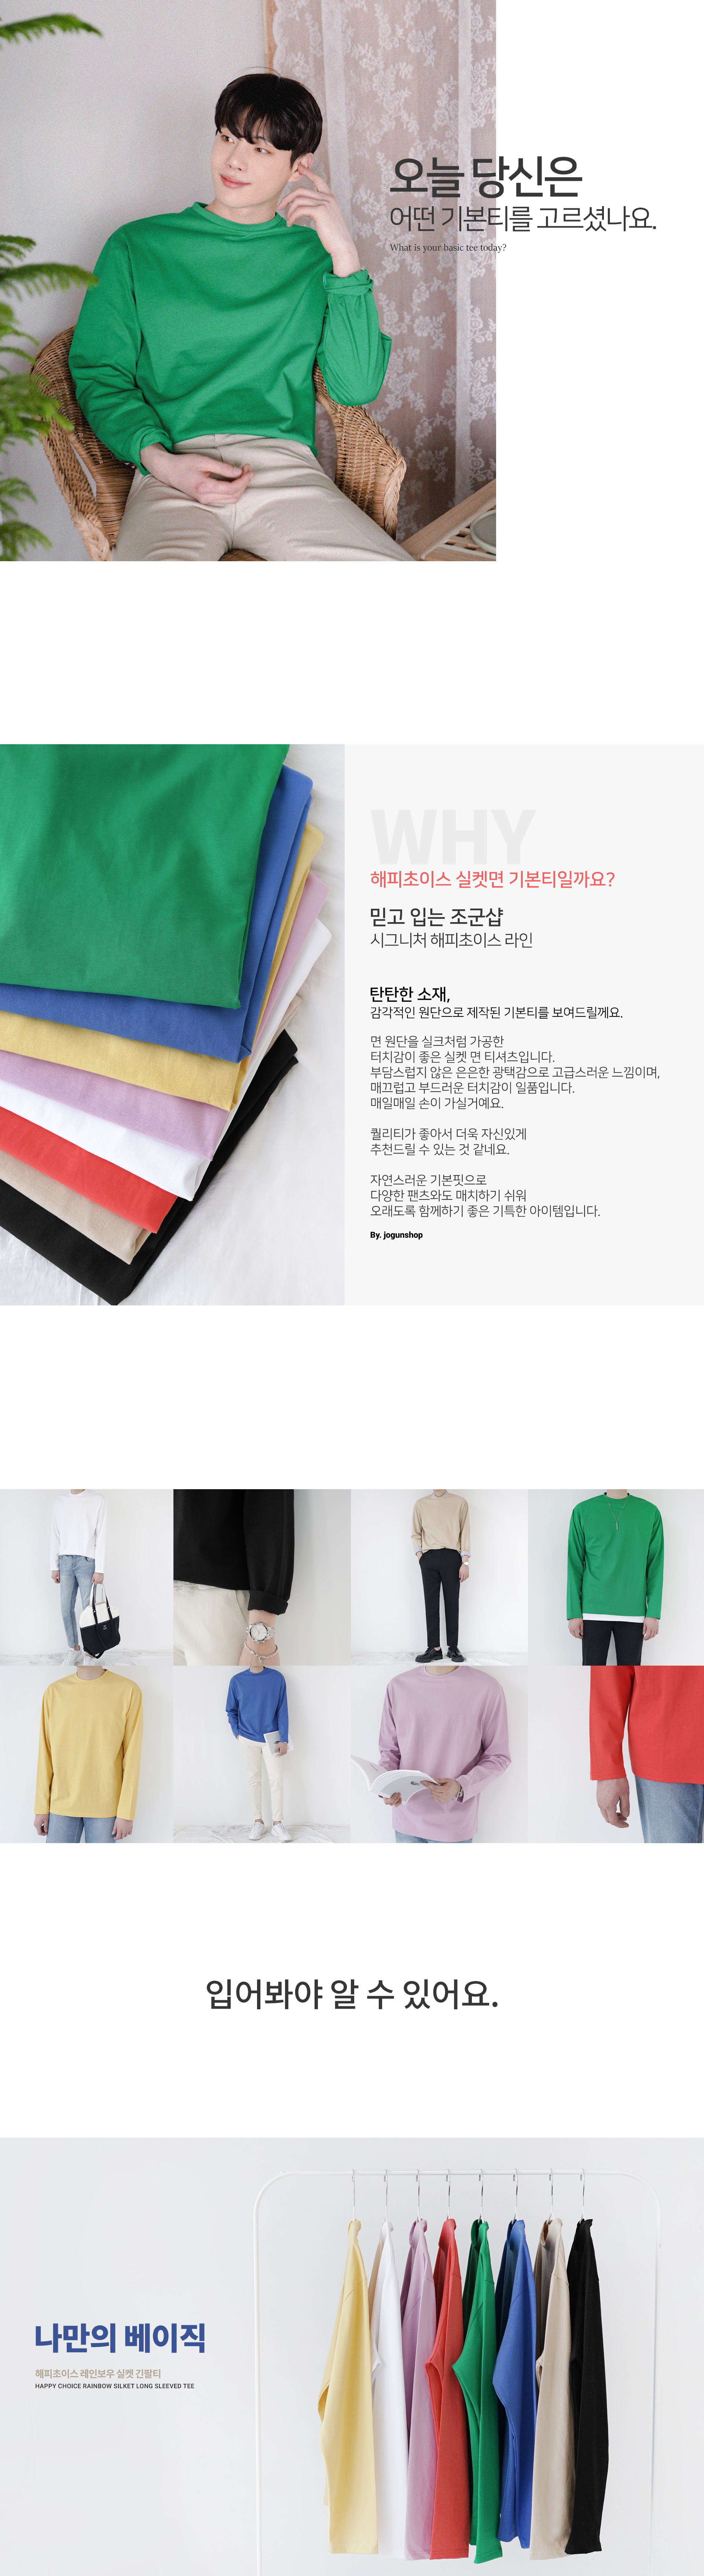 오늘 당신은
어떤 기본티를 고르셨나요.
What is your basic tee today?
WHY
해피초이스 실켓면 기본티일까요?
믿고 입는 조군샵
시그니처 해피초이스 라인
탄탄한 소재,
감각적인 원단으로 제작된 기본티를 보여드릴께요.
면 원단을 실크처럼 가공한
터치감이 좋은 실켓 면 티셔츠입니다.
부담스럽지 않은 은은한 광택감으로 고급스러운 느낌이며,
매끄럽고 부드러운 터치감이 일품입니다.
매일매일 손이 가실거예요.
퀄리티가 좋아서 더욱 자신있게
추천드릴 수 있는 것 같네요.
자연스러운 기본핏으로
다양한 팬츠와도 매치하기 쉬워
오래도록 함께하기 좋은 기특한 아이템입니다.
By. jogunshop
입어봐야 알 수 있어요.
나만의 베이직
해피초이스 레인보우 실켓 긴팔티
HAPPY CHOICE RAINBOW SILKET LONG SLEEVED TEE